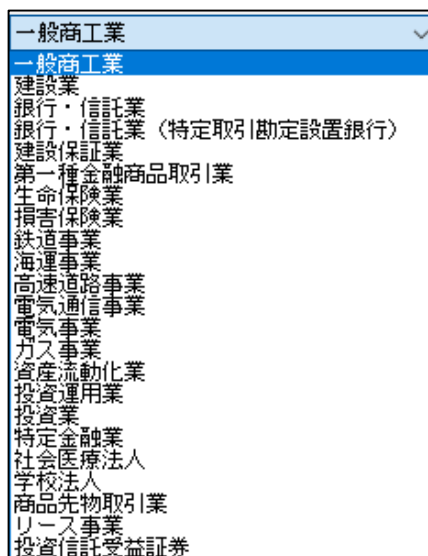 一般商工業
一般商工業
建設業
銀行・信託業
銀行・信託業（特定取引勘定設置銀行）
建設保証業
第一種金融商品取引業
生命保険業
損害保険業
鉄道事業
海運事業
高速道路事業
電気通信事業
電気事業
ガス事業
資産流動化業
投資運用業
投資業
特定金融業
社会医療法人
学校法人
商品先物取引業
リース事業
投資信託受益証券